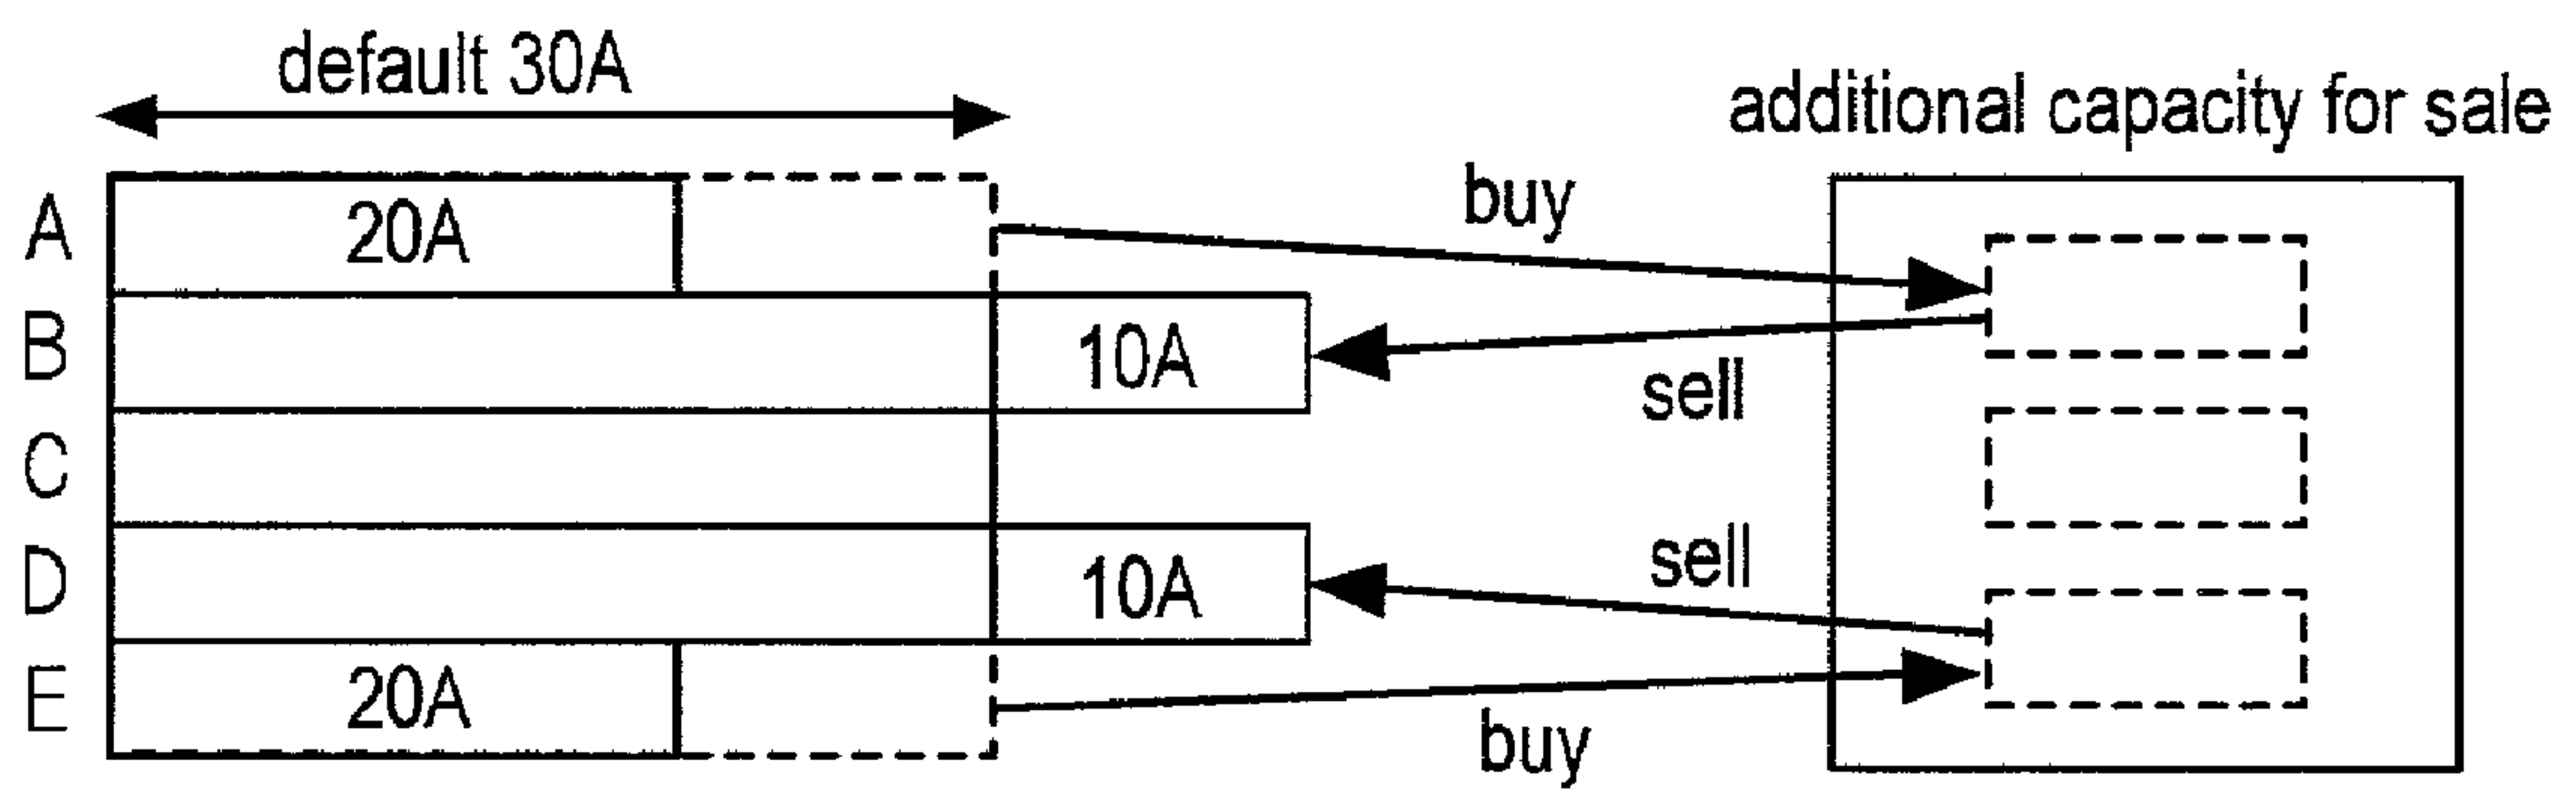 default 30A
additional capacity for sale
A
20A
buy
B
10A
sell
C
D
10A
sell
E
20A
buy